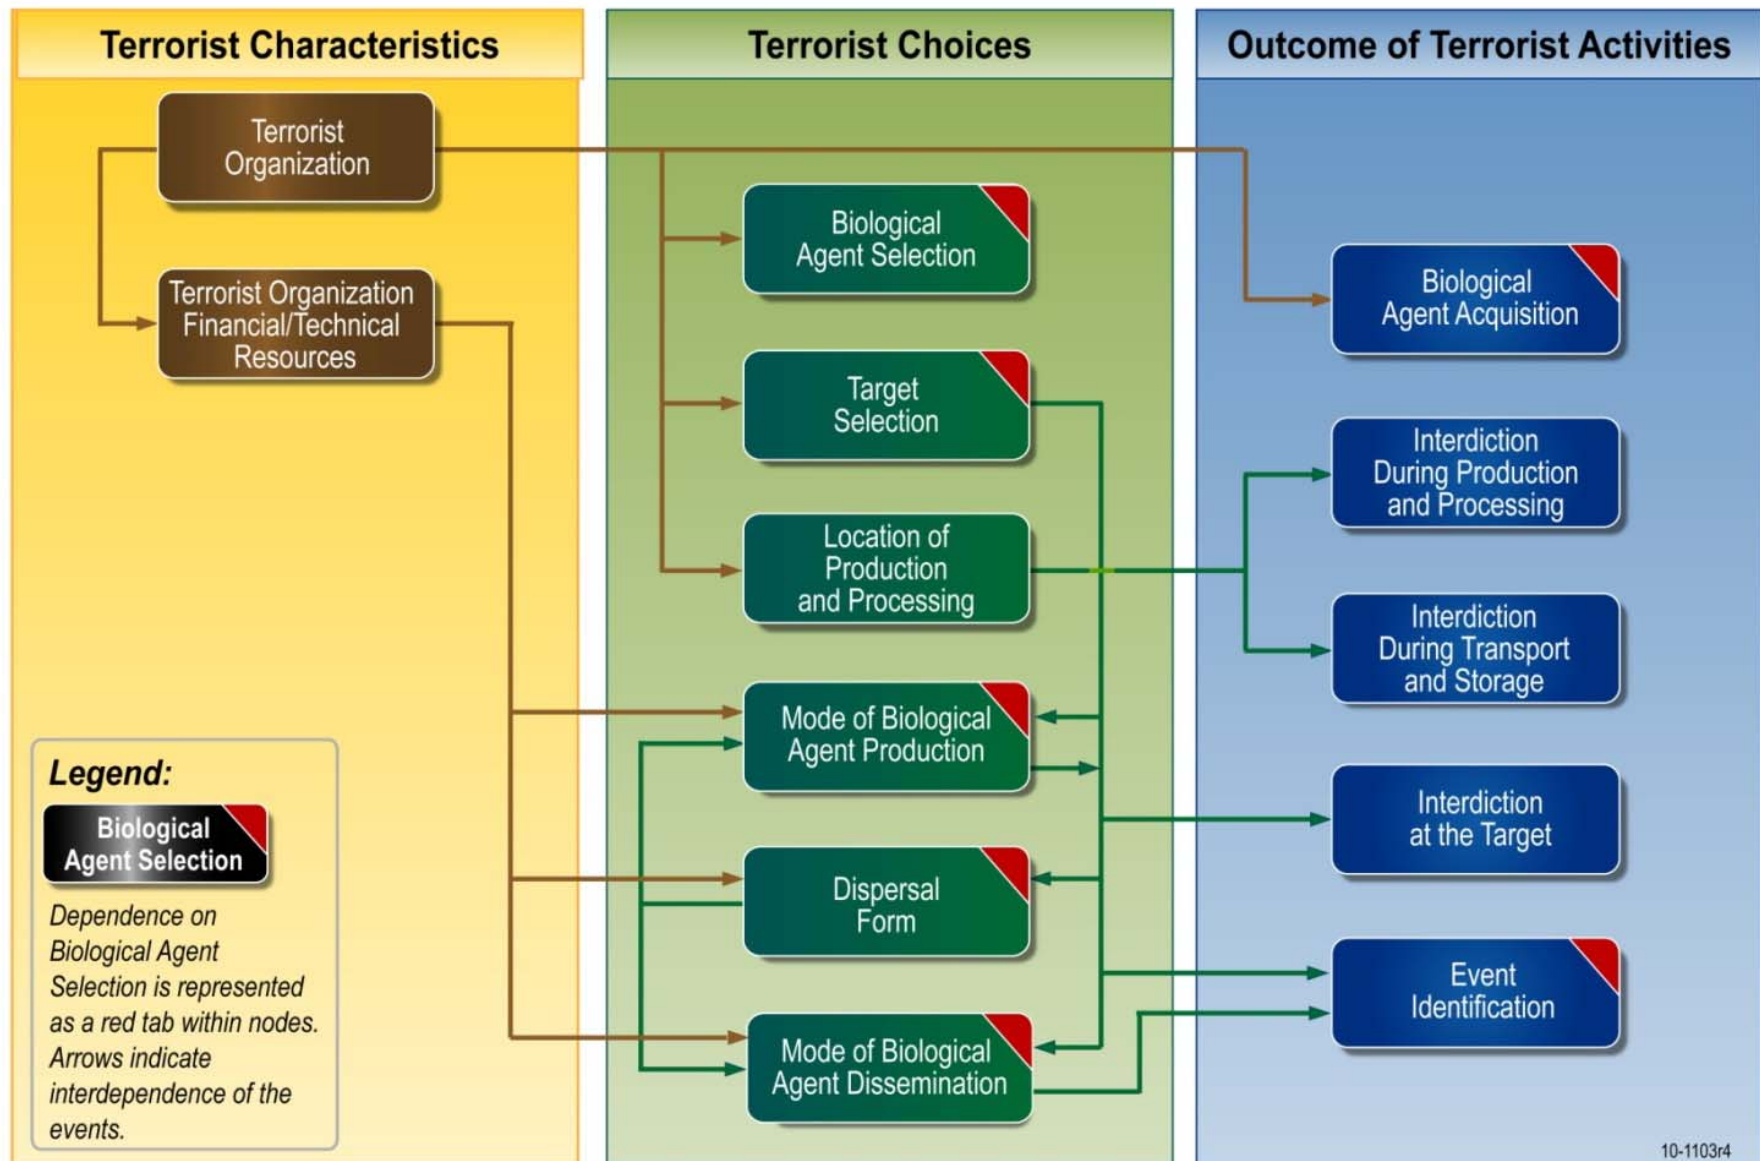 Terrorist Characteristics
Terrorist
Organization
Terrorist Organization
Financial/Technical
Resources
Legend:
Biological
Agent Selection
Dependence on
Biological Agent
Selection is represented
as a red tab within nodes.
Arrows indicate
interdependence of the
events.
Terrorist Choices
Biological
Agent Selection
Target
Selection
Location of
Production
and Processing
Mode of Biological
Agent Production
Dispersal
Form
Mode of Biological
Agent Dissemination
Outcome of Terrorist Activities
Biological
Agent Acquisition
Interdiction
During Production
and Processing
Interdiction
During Transport
and Storage
Interdiction
at the Target
Event
Identification
10-1103r4